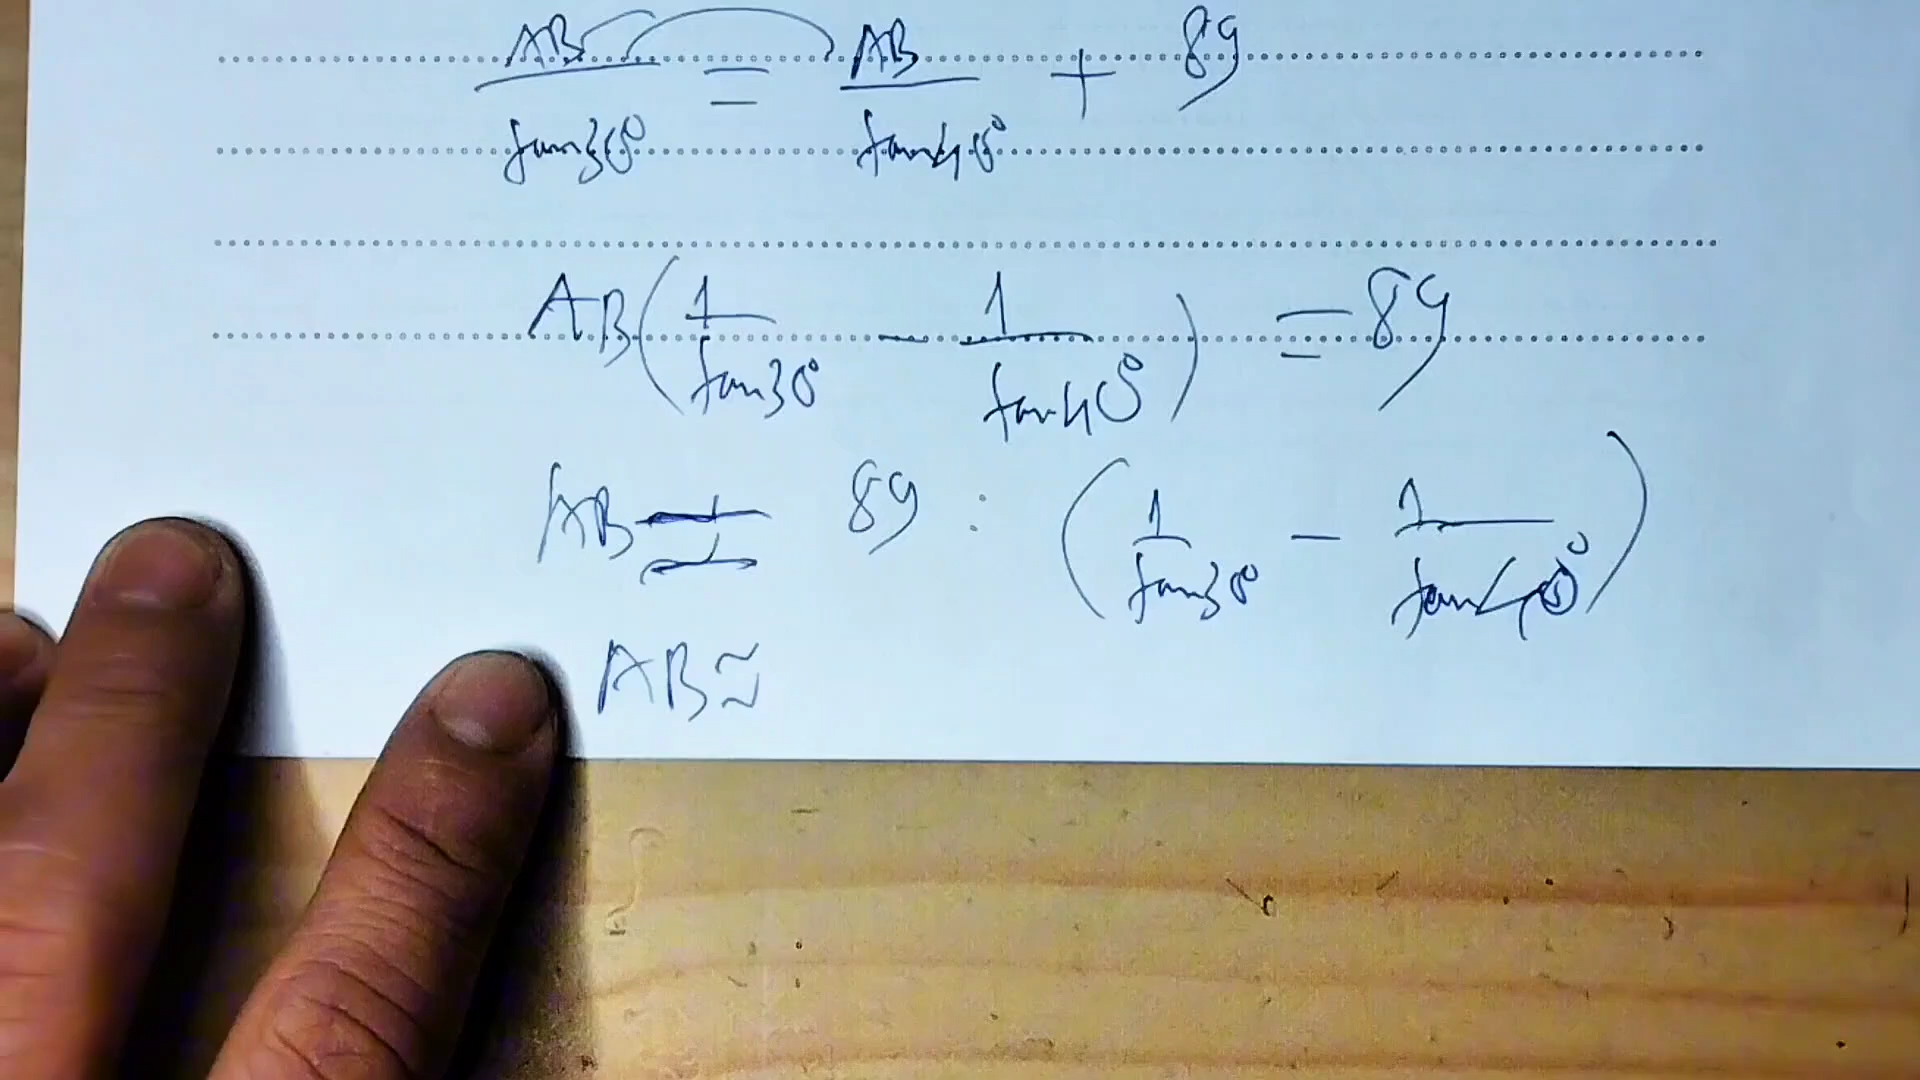 AB/tan30° = AB/tan40° + 89
AB(1/tan30° - 1/tan40°) = 89
AB = 89 : (1/tan30° - 1/tan40°)
AB ≅